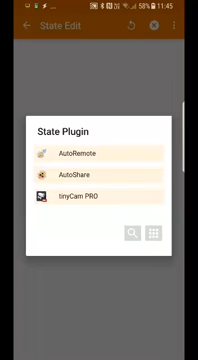 58% 11:45
State Edit
State Plugin
AutoRemote
AutoShare
tinyCam PRO